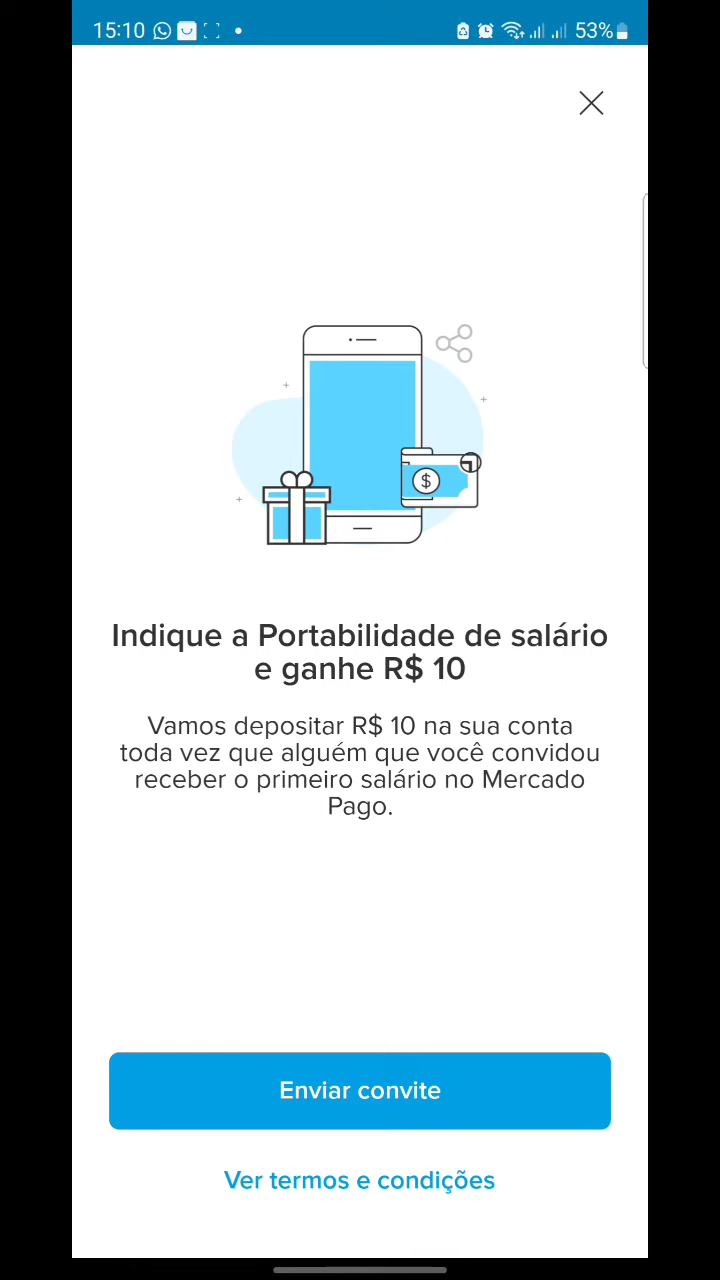 15:10
53%
$
Indique a Portabilidade de salário
e ganhe R$ 10
Vamos depositar R$ 10 na sua conta
toda vez que alguém que você convidou
receber o primeiro salário no Mercado
Pago.
Enviar convite
Ver termos e condições